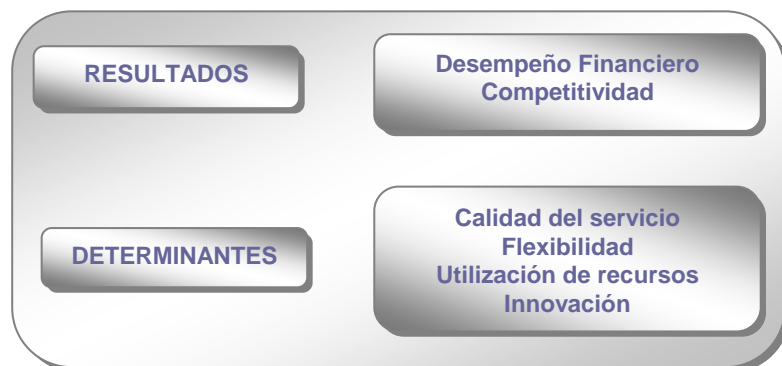 RESULTADOS
Desempeño Financiero
Competitividad
DETERMINANTES
Calidad del servicio
Flexibilidad
Utilización de recursos
Innovación